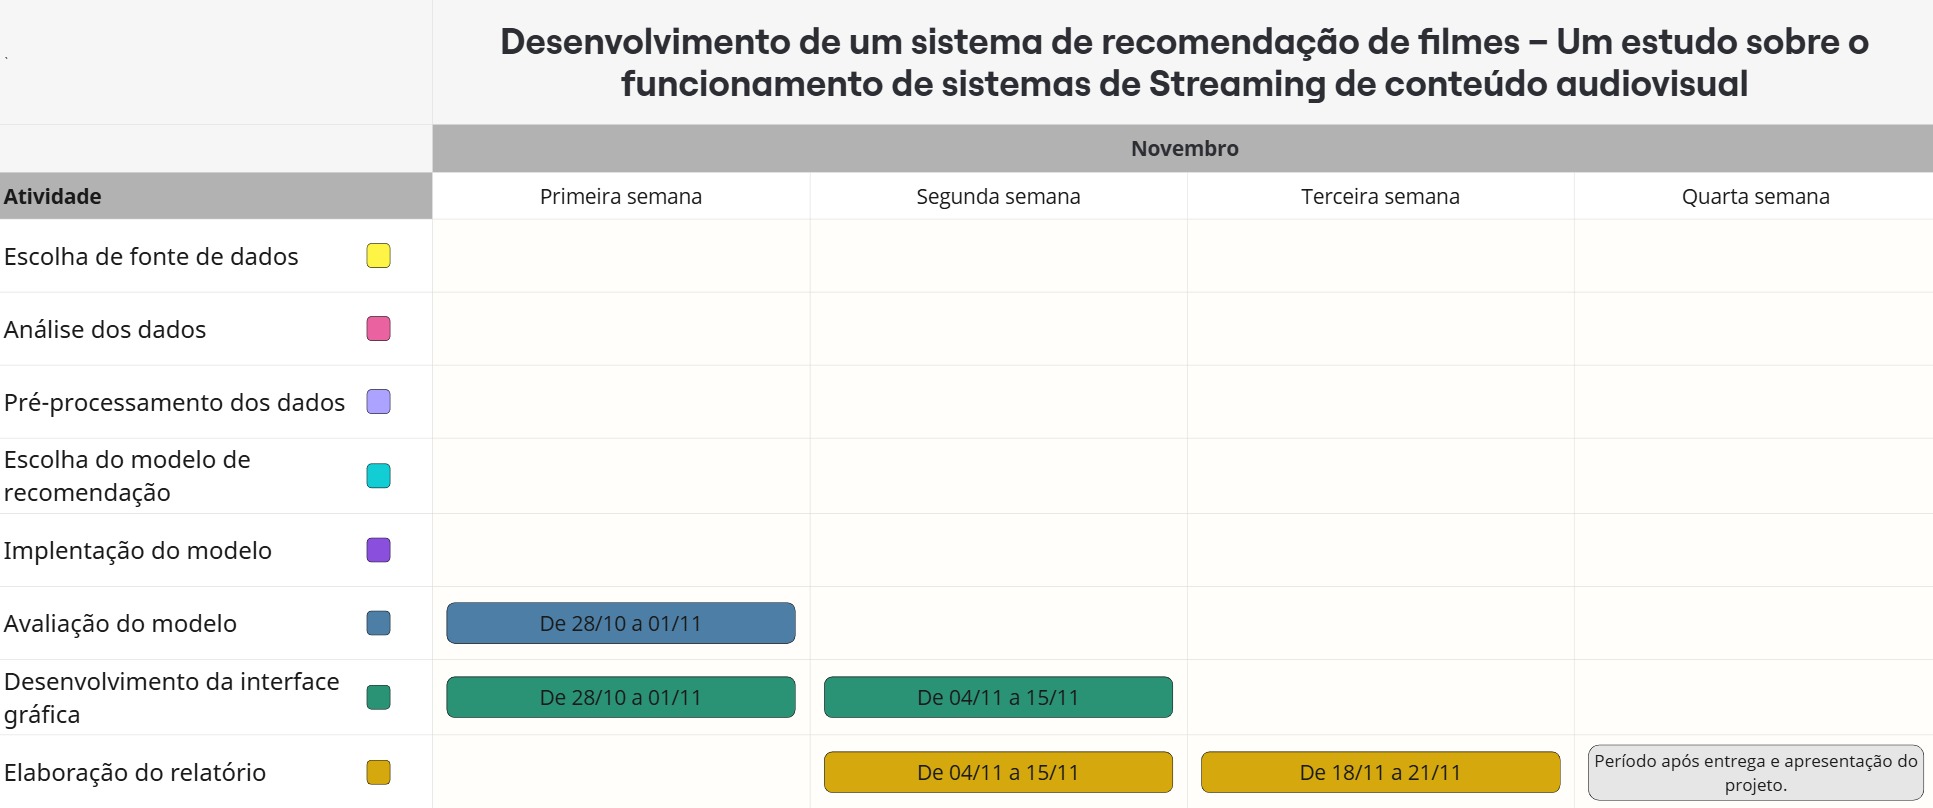 Desenvolvimento de um sistema de recomendação de filmes – Um estudo sobre o
funcionamento de sistemas de Streaming de conteúdo audiovisual
`
Novembro
Atividade
Primeira semana
Segunda semana
Terceira semana
Quarta semana
Escolha de fonte de dados
Análise dos dados
Pré-processamento dos dados
Escolha do modelo de
recomendação
Implentação do modelo
Avaliação do modelo
De 28/10 a 01/11
Desenvolvimento da interface
gráfica
De 28/10 a 01/11
De 04/11 a 15/11
Elaboração do relatório
De 04/11 a 15/11
De 18/11 a 21/11
Período após entrega e apresentação do
projeto.